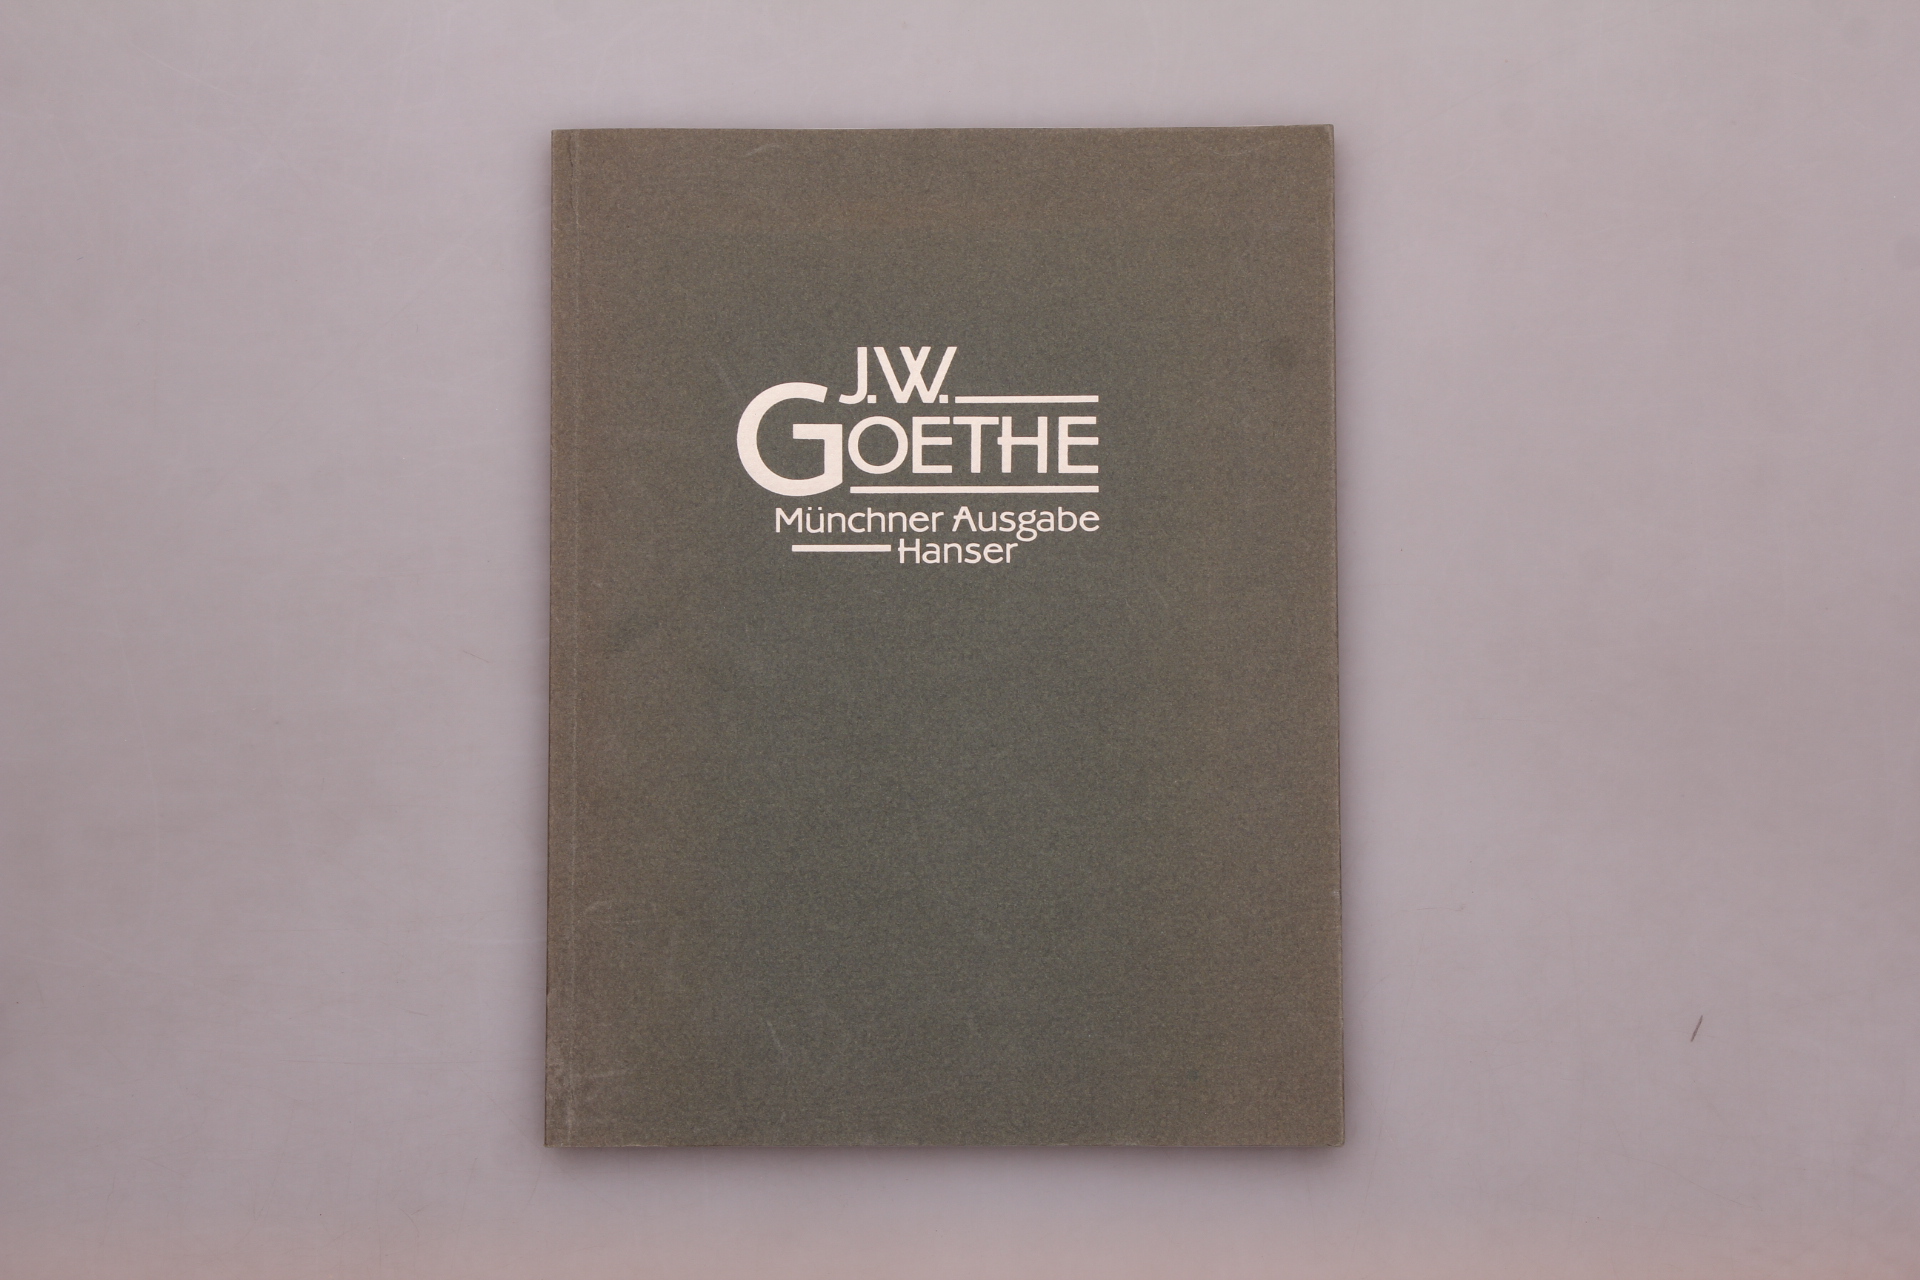 J.W.
GOETHE
Münchner Ausgabe
Hanser